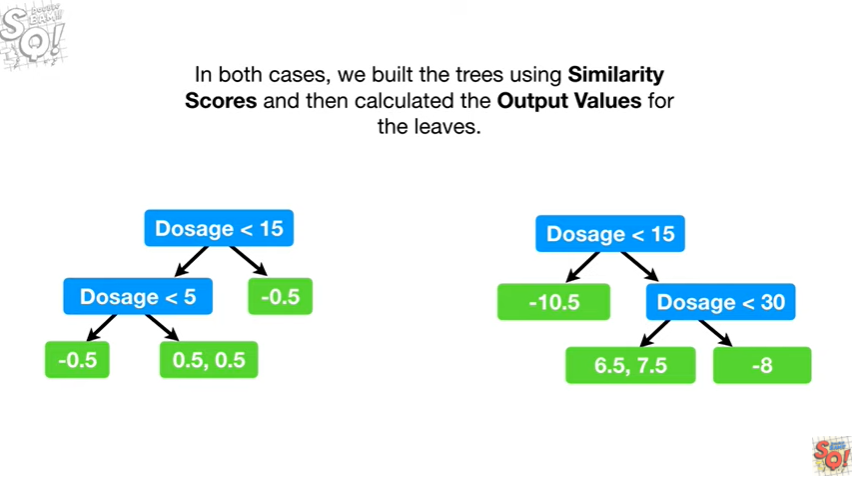 In both cases, we built the trees using Similarity
Scores and then calculated the Output Values for
the leaves.
Dosage < 15
Dosage < 5
-0.5
-0.5
0.5, 0.5
Dosage < 15
-10.5
Dosage < 30
6.5, 7.5
-8
SQ!